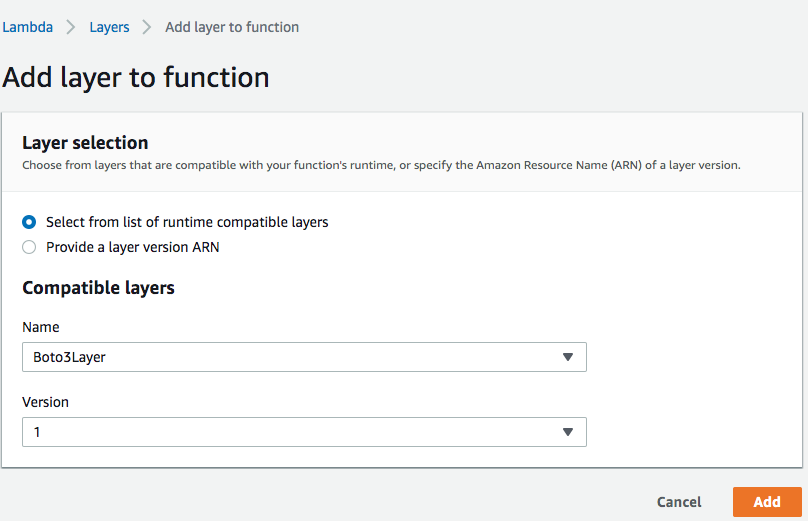 Lambda > Layers > Add layer to function
Add layer to function
Layer selection
Choose from layers that are compatible with your function's runtime, or specify the Amazon Resource Name (ARN) of a layer version.
Select from list of runtime compatible layers
Provide a layer version ARN
Compatible layers
Name
Boto3Layer
Version
1
Cancel Add